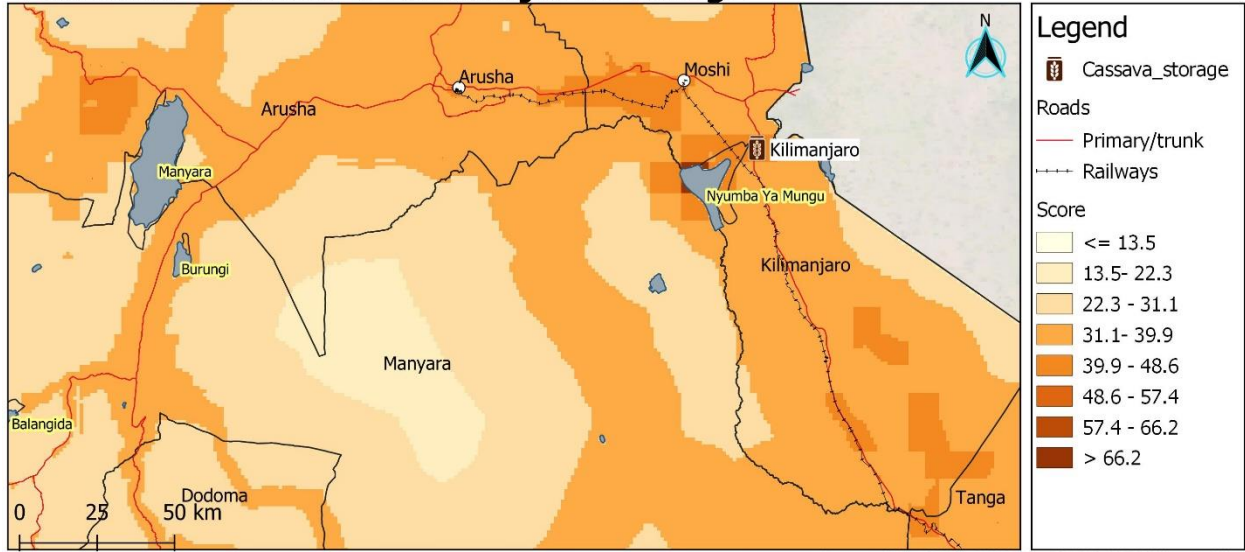 N
Arusha
Moshi
Arusha
Kilimanjaro
Manyara
Nyumba Ya Mungu
Burungi
Kilimanjaro
Manyara
Balangida
Dodoma
Tanga
0 25 50 km
Legend
Cassava_storage
Roads
Primary/trunk
Railways
Score
<= 13.5
13.5- 22.3
22.3 - 31.1
31.1- 39.9
39.9 - 48.6
48.6 - 57.4
57.4 - 66.2
> 66.2